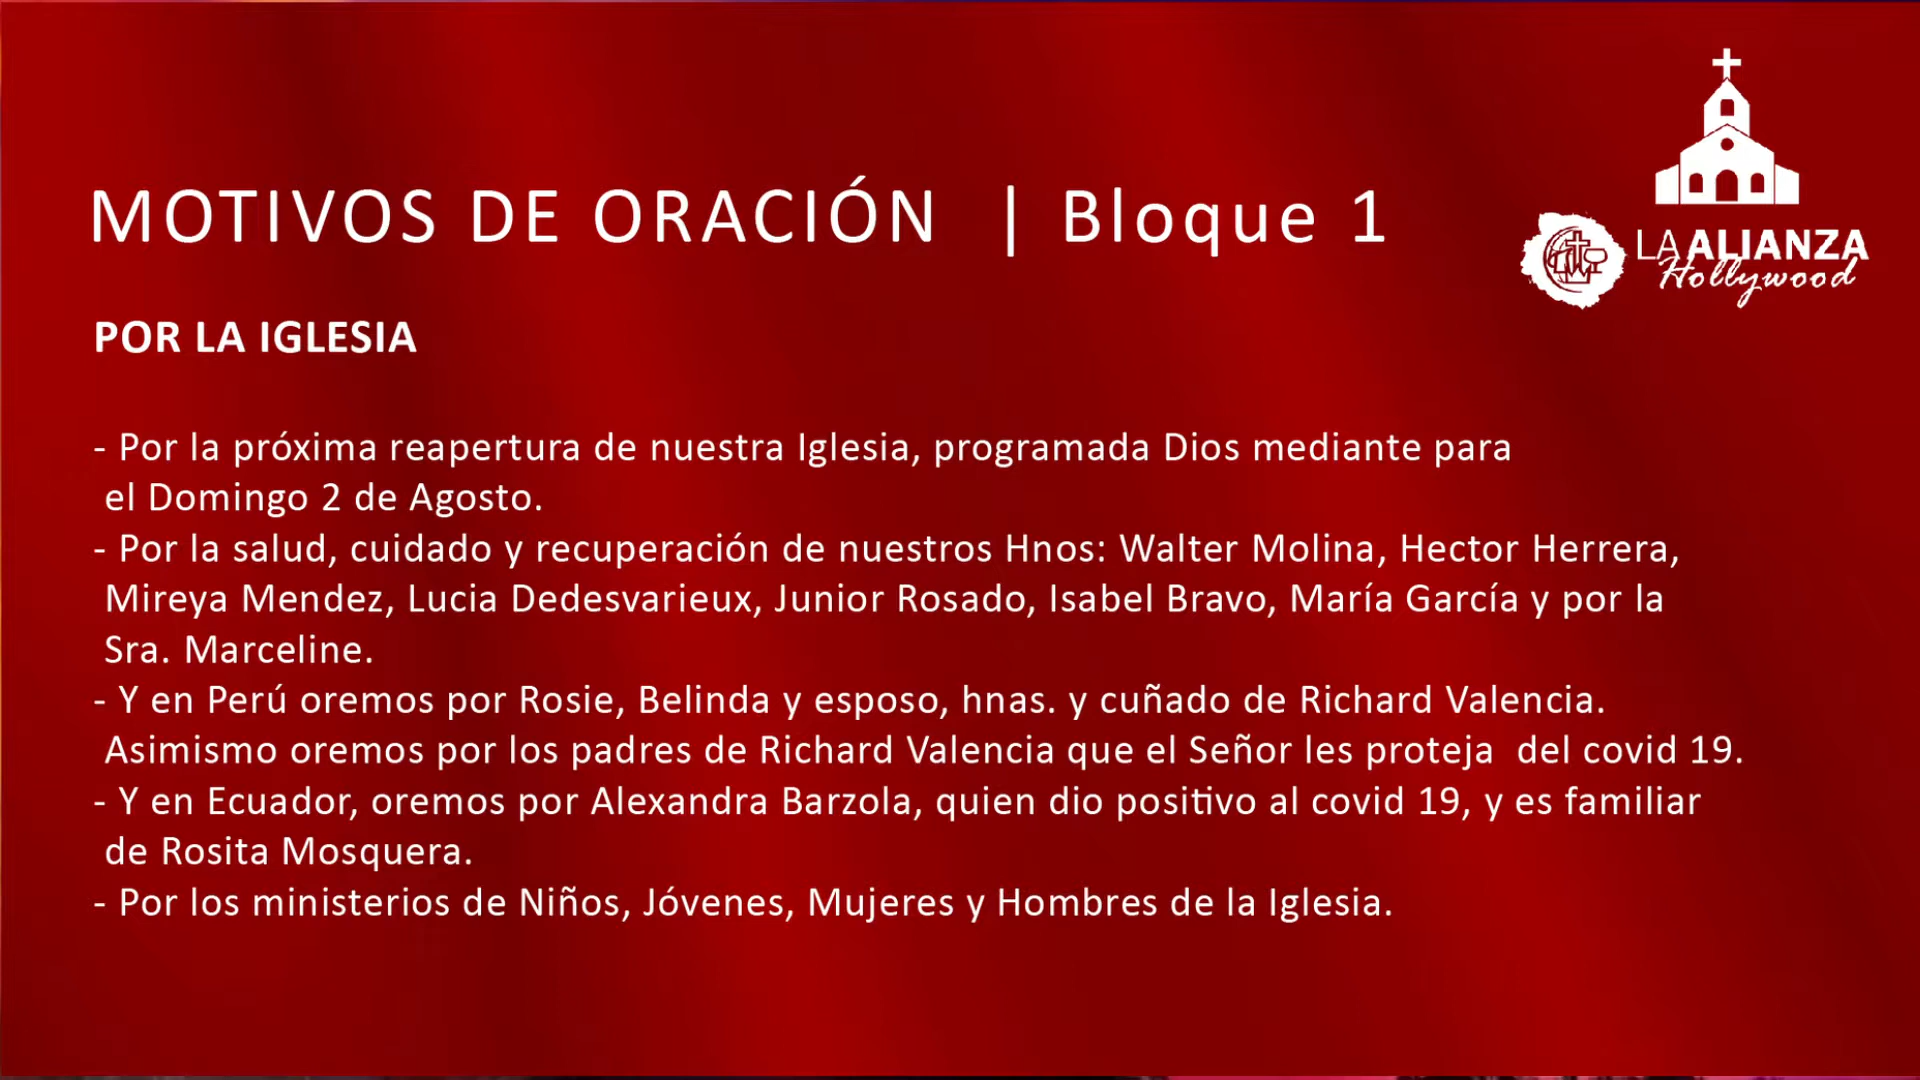 MOTIVOS DE ORACIÓN | Bloque 1
LA ALIANZA
Hollywood
POR LA IGLESIA
- Por la próxima reapertura de nuestra Iglesia, programada Dios mediante para
el Domingo 2 de Agosto.
- Por la salud, cuidado y recuperación de nuestros Hnos: Walter Molina, Hector Herrera,
Mireya Mendez, Lucia Dedesvarieux, Junior Rosado, Isabel Bravo, María García y por la
Sra. Marceline.
- Y en Perú oremos por Rosie, Belinda y esposo, hnas. y cuñado de Richard Valencia.
Asimismo oremos por los padres de Richard Valencia que el Señor les proteja  del covid 19.
- Y en Ecuador, oremos por Alexandra Barzola, quien dio positivo al covid 19, y es familiar
de Rosita Mosquera.
- Por los ministerios de Niños, Jóvenes, Mujeres y Hombres de la Iglesia.